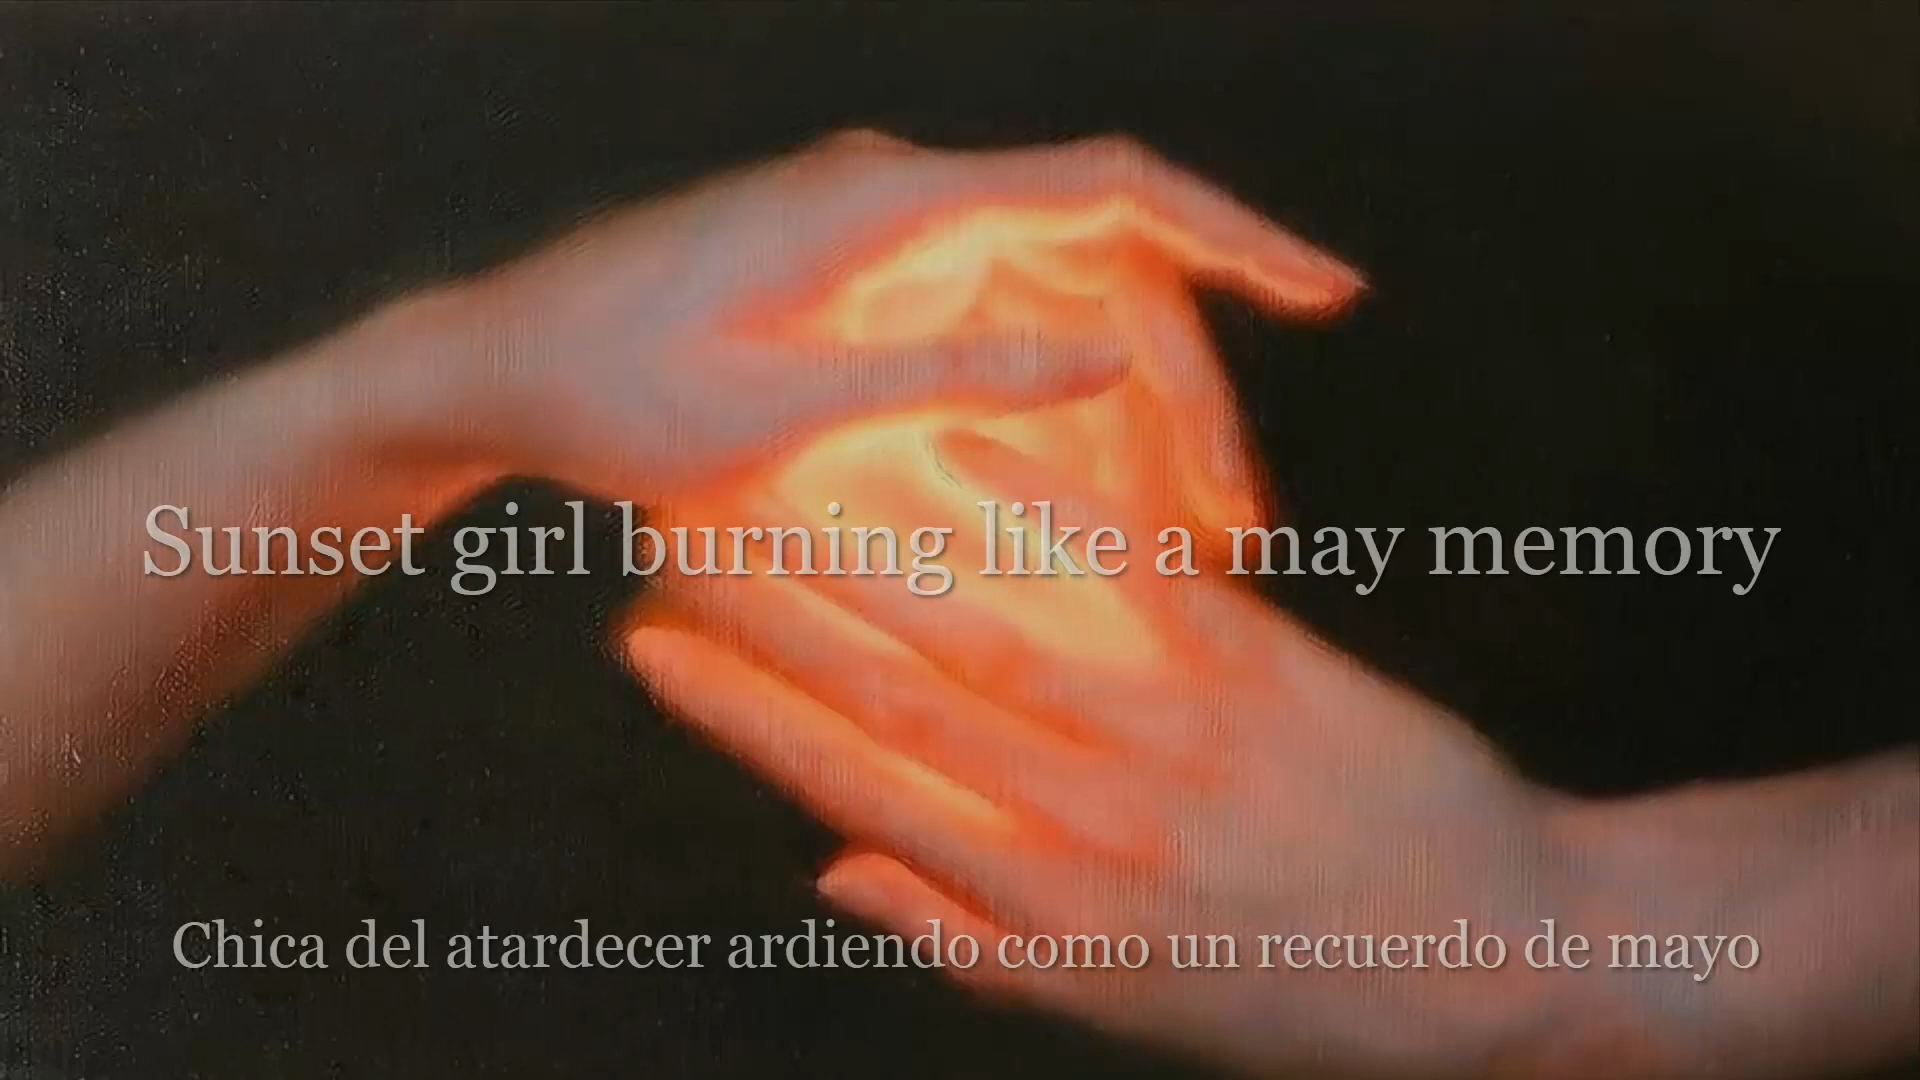 Sunset girl burning like a may memory
Chica del atardecer ardiendo como un recuerdo de mayo